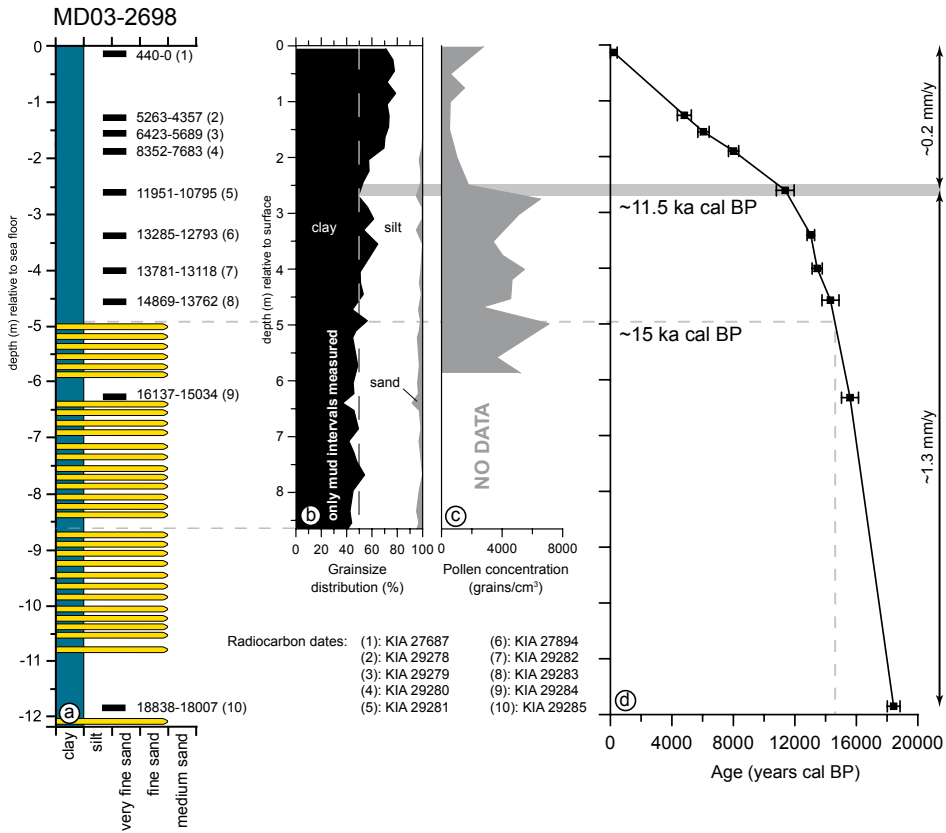 MD03-2698
depth (m) relative to sea floor
0
-1
-2
-3
-4
-5
-6
-7
-8
-9
-10
-11
-12
440-0 (1)
5263-4357 (2)
6423-5689 (3)
8352-7683 (4)
11951-10795 (5)
13285-12793 (6)
13781-13118 (7)
14869-13762 (8)
16137-15034 (9)
18838-18007 (10)
a
clay
silt
very fine sand
fine sand
medium sand
depth (m) relative to surface
0
1
2
3
4
5
6
7
8
clay
silt
sand
only mud intervals measured
b
0 20 40 60 80 100
Grainsize
distribution (%)
NO DATA
c
0 4000 8000
Pollen concentration
(grains/cm³)
Radiocarbon dates:
(1): KIA 27687
(2): KIA 29278
(3): KIA 29279
(4): KIA 29280
(5): KIA 29281
(6): KIA 27894
(7): KIA 29282
(8): KIA 29283
(9): KIA 29284
(10): KIA 29285
~11.5 ka cal BP
~15 ka cal BP
~0.2 mm/y
~1.3 mm/y
d
0 4000 8000 12000 16000 20000
Age (years cal BP)